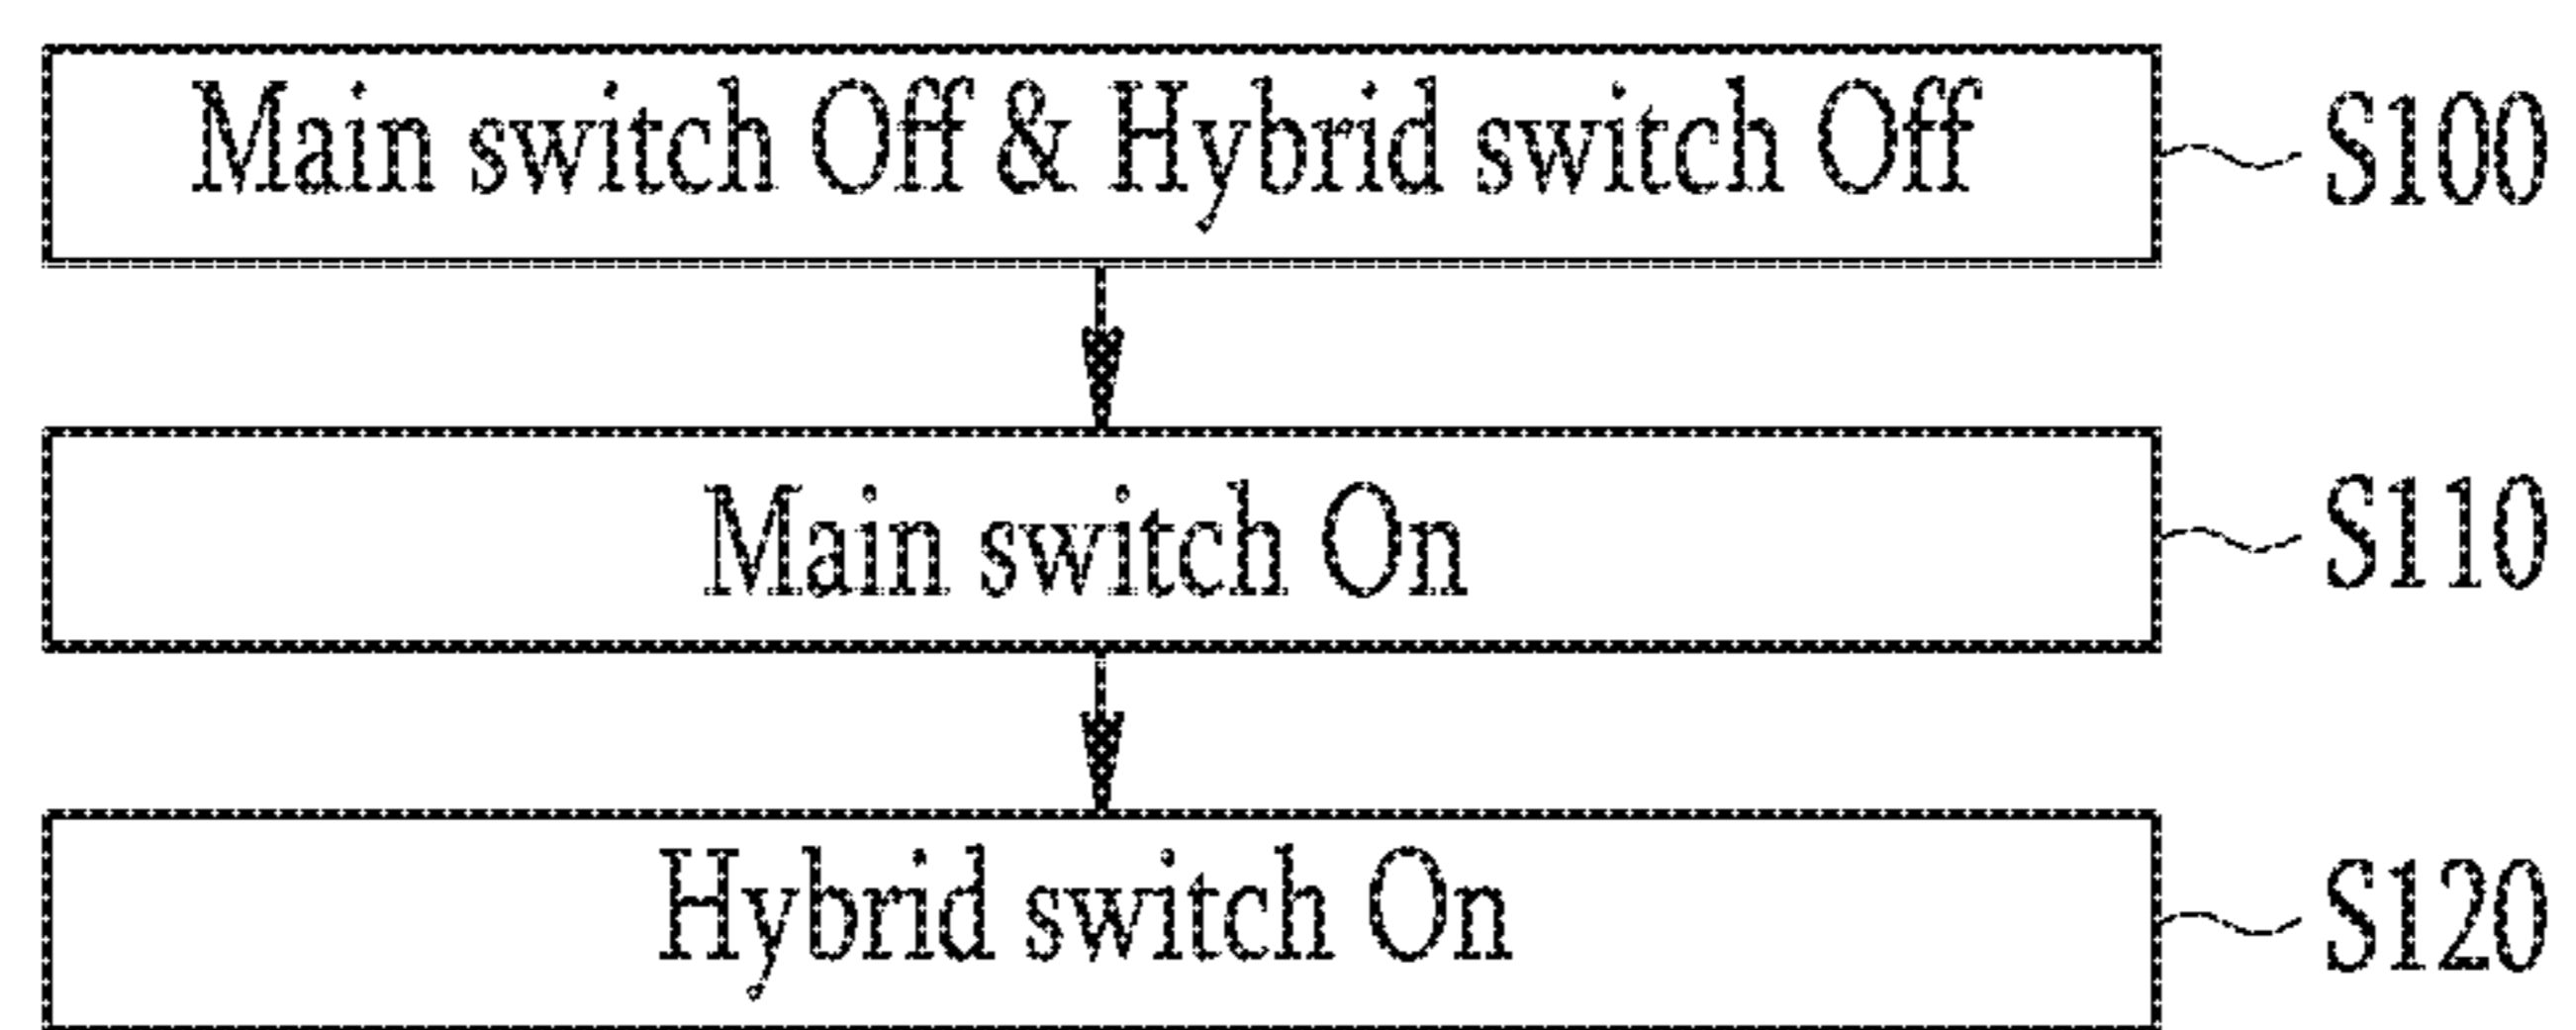 Main switch Off & Hybrid switch Off S100
Main switch On S110
Hybrid switch On S120